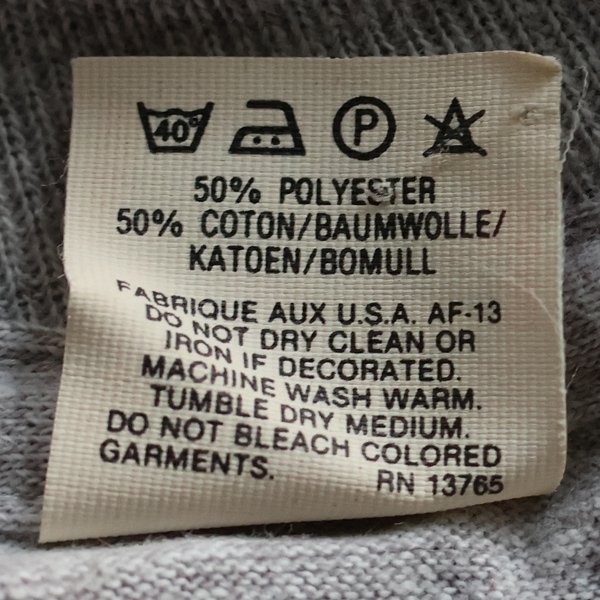 40° P
50% POLYESTER
50% COTON/BAUMWOLLE/
KATOEN/BOMULL
FABRIQUE AUX U.S.A. AF-13
DO NOT DRY CLEAN OR
IRON IF DECORATED.
MACHINE WASH WARM.
TUMBLE DRY MEDIUM.
DO NOT BLEACH COLORED
GARMENTS. RN 13765